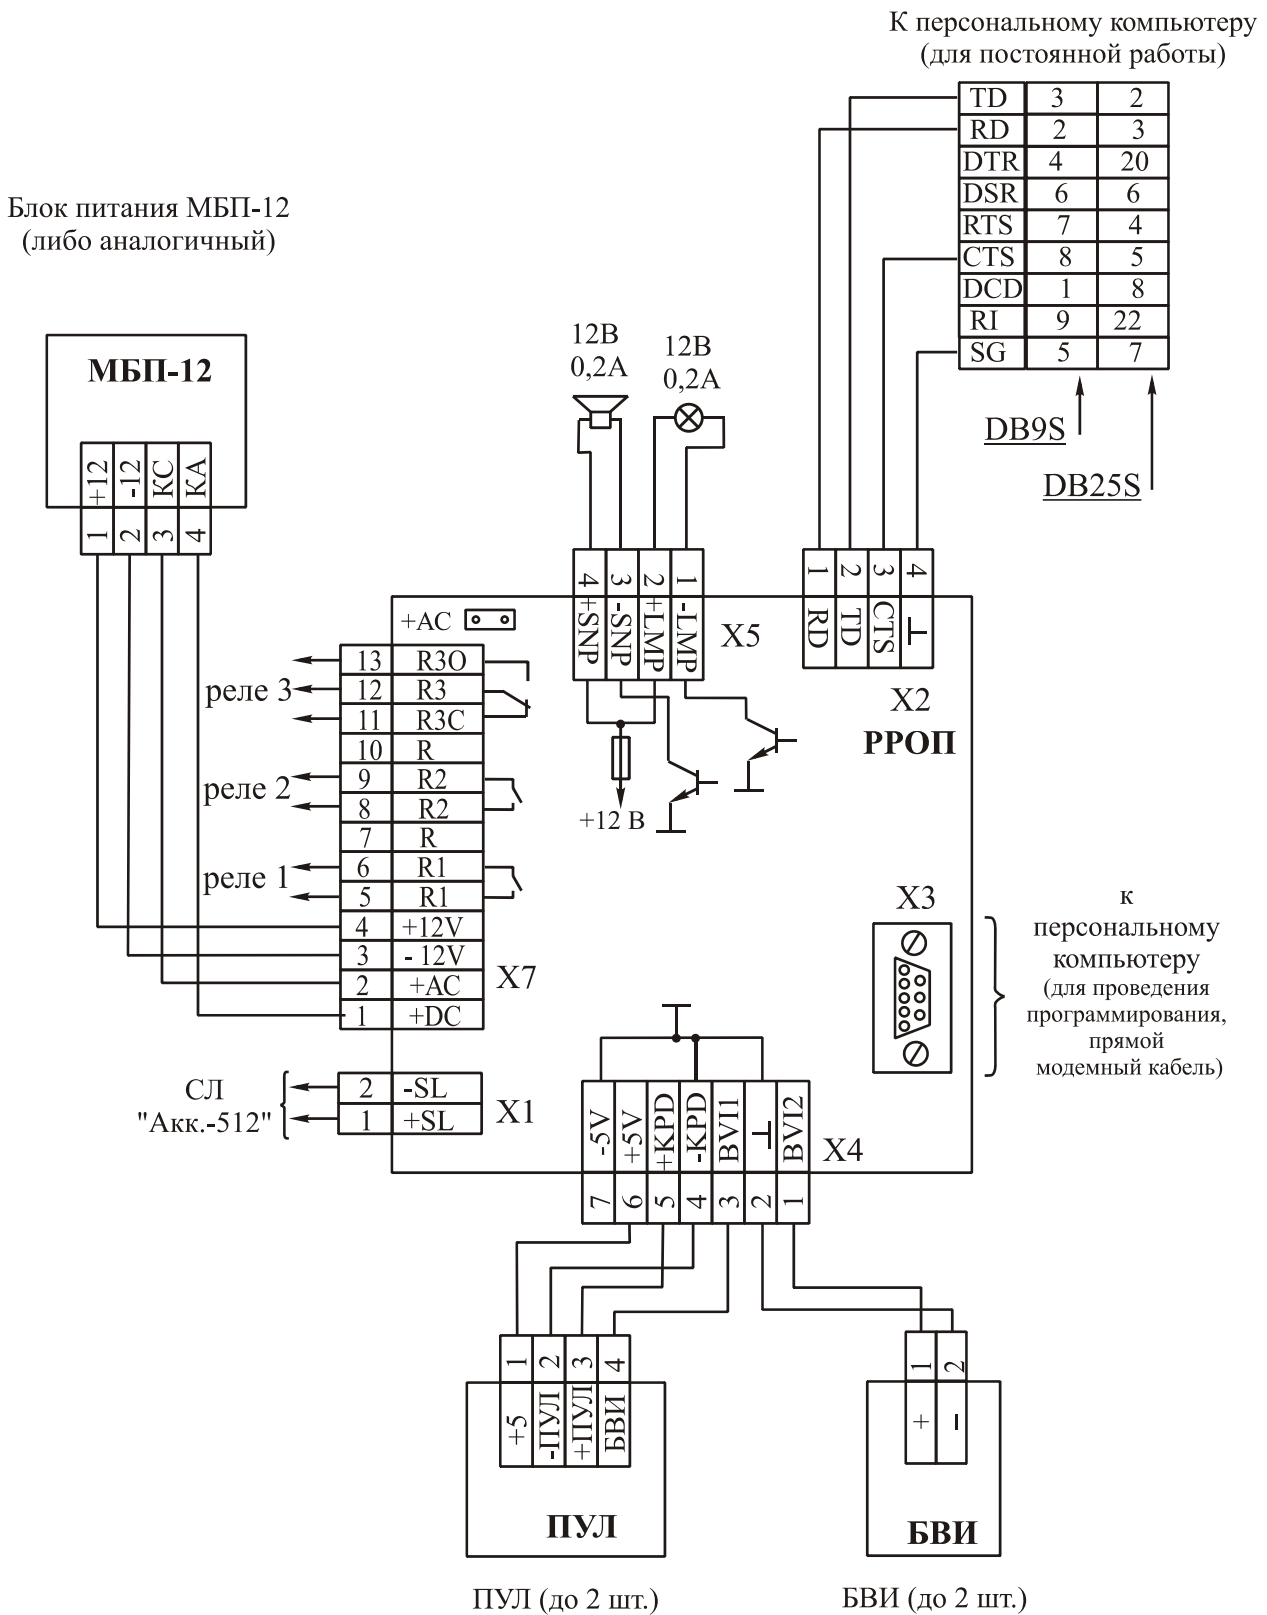 К персональному компьютеру
(для постоянной работы)
TD 3 2
RD 2 3
DTR 4 20
DSR 6 6
RTS 7 4
CTS 8 5
DCD 1 8
RI 9 22
SG 5 7
DB9S
DB25S
Блок питания МБП-12
(либо аналогичный)
МБП-12
+12 -12 КС КА
1 2 3 4
12В
0,2А
12В
0,2А
4 3 2 1
+SNP -SNP +LMP -LMP
X5
1 2 3 4
RD TD CTS
X2
РРОП
+12 В
+AC
13 R3O
12 R3
11 R3C
10 R
9 R2
8 R2
7 R
6 R1
5 R1
4 +12V
3 - 12V
2 +AC
1 +DC
реле 3
реле 2
реле 1
X7
X3
к
персональному
компьютеру
(для проведения
программирования,
прямой
модемный кабель)
СЛ
"Акк.-512"
2 -SL
1 +SL
X1
-5V +5V +KPD -KPD BVI1 BVI2
X4
7 6 5 4 3 2 1
1 2 3 4
+5 -ПУЛ +ПУЛ БВИ
ПУЛ
1 2
+ -
БВИ
ПУЛ (до 2 шт.)
БВИ (до 2 шт.)